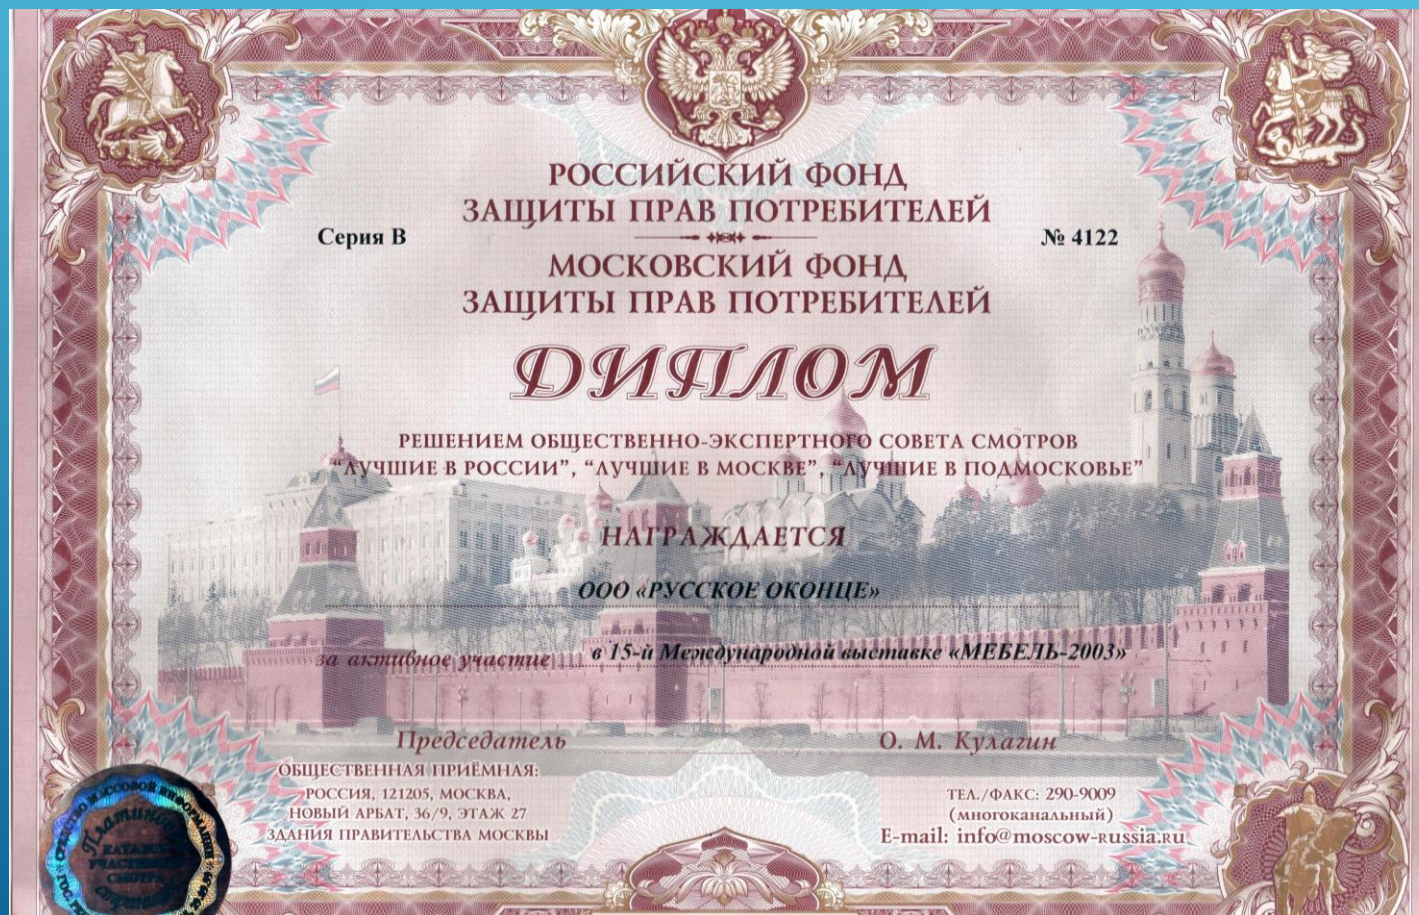 РОССИЙСКИЙ ФОНД
ЗАЩИТЫ ПРАВ ПОТРЕБИТЕЛЕЙ
Серия В
№ 4122
МОСКОВСКИЙ ФОНД
ЗАЩИТЫ ПРАВ ПОТРЕБИТЕЛЕЙ
ДИПЛОМ
РЕШЕНИЕМ ОБЩЕСТВЕННО-ЭКСПЕРТНОГО СОВЕТА СМОТРОВ
“ЛУЧШИЕ В РОССИИ”, “ЛУЧШИЕ В МОСКВЕ”, “ЛУЧШИЕ В ПОДМОСКОВЬЕ”
НАГРАЖДАЕТСЯ
ООО «РУССКОЕ ОКОНЦЕ»
за активное участие в 15-й Международной выставке «МЕБЕЛЬ-2003»
Председатель
О. М. Кулагин
ОБЩЕСТВЕННАЯ ПРИЁМНАЯ:
РОССИЯ, 121205, МОСКВА,
НОВЫЙ АРБАТ, 36/9, ЭТАЖ 27
ЗДАНИЯ ПРАВИТЕЛЬСТВА МОСКВЫ
ТЕЛ./ФАКС: 290-9009
(многоканальный)
E-mail: info@moscow-russia.ru